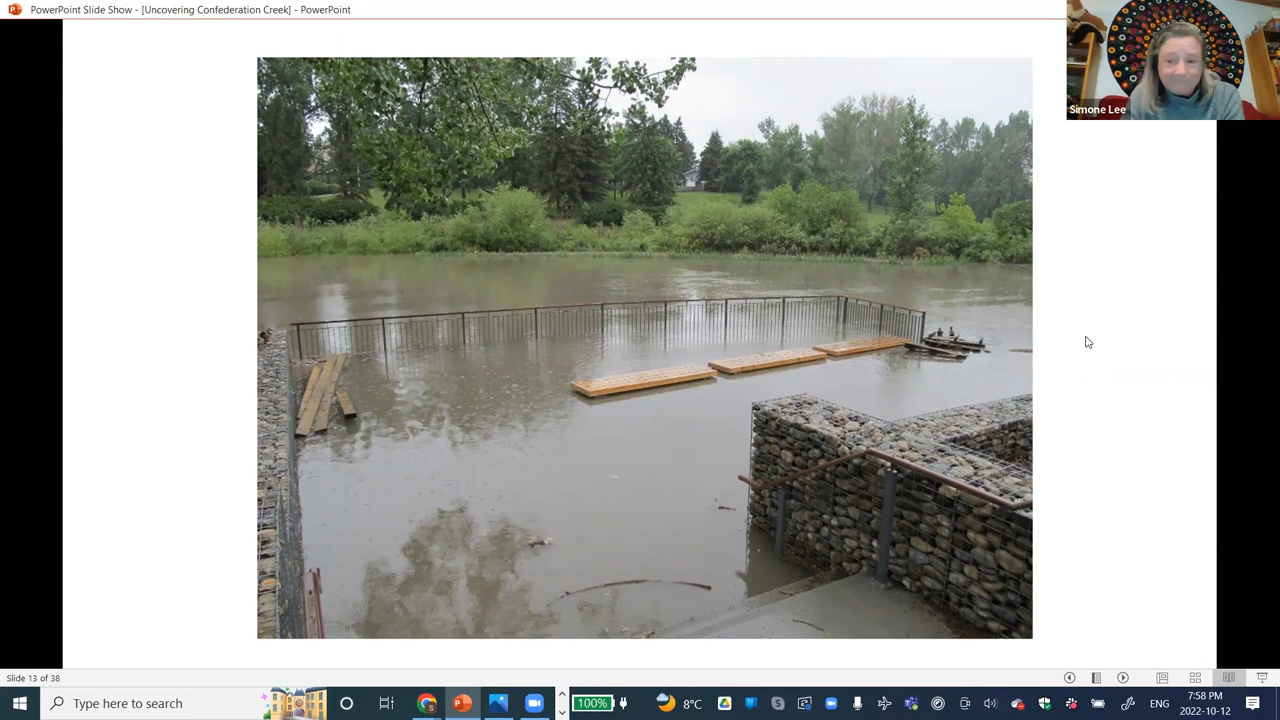 PowerPoint Slide Show - [Uncovering Confederation Creek] - PowerPoint
Simone Lee
Slide 13 of 38
Type here to search
100%
8°C
ENG
7:58 PM
2022-10-12